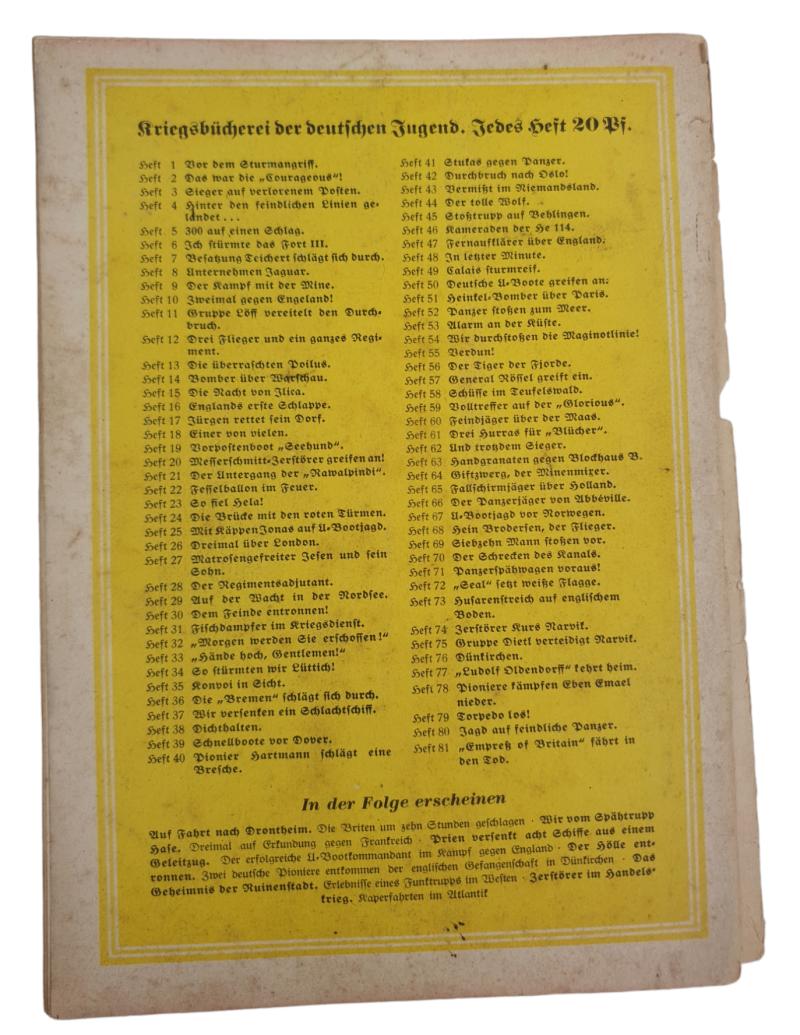 Kriegsbücherei der deutschen Jugend. Jedes Heft 20 Pf.
Heft 1 Vor dem Sturmangriff.
Heft 2 Das war die „Courageous“!
Heft 3 Sieger auf verlorenem Posten.
Heft 4 Hinter den feindlichen Linien ge-
landet . . .
Heft 5 300 auf einen Schlag.
Heft 6 Ich stürmte das Fort III.
Heft 7 Besatzung Teichert schlägt sich durch.
Heft 8 Unternehmen Jaguar.
Heft 9 Der Kampf mit der Mine.
Heft 10 Zweimal gegen Engeland!
Heft 11 Gruppe Löff vereitelt den Durch-
bruch.
Heft 12 Drei Flieger und ein ganzes Regi-
ment.
Heft 13 Die überraschten Poilus.
Heft 14 Bomber über Warschau.
Heft 15 Die Nacht von Ilica.
Heft 16 Englands erste Schlappe.
Heft 17 Jürgen rettet sein Dorf.
Heft 18 Einer von vielen.
Heft 19 Vorpostenboot „Seehund“.
Heft 20 Messerschmitt-Zerstörer greifen an!
Heft 21 Der Untergang der „Rawalpindi“.
Heft 22 Fesselballon im Feuer.
Heft 23 So fiel Hela!
Heft 24 Die Brücke mit den roten Türmen.
Heft 25 Mit Käppen Jonas auf U-Bootjagd.
Heft 26 Dreimal über London.
Heft 27 Matrosengefreiter Jesen und sein
Sohn.
Heft 28 Der Regimentsadjutant.
Heft 29 Auf der Wacht in der Nordsee.
Heft 30 Dem Feinde entronnen!
Heft 31 Fischdampfer im Kriegsdienst.
Heft 32 „Morgen werden Sie erschossen!“
Heft 33 „Hände hoch, Gentlemen!“
Heft 34 So stürmten wir Lüttich!
Heft 35 Konvoi in Sicht.
Heft 36 Die „Bremen“ schlägt sich durch.
Heft 37 Wir versenken ein Schlachtschiff.
Heft 38 Dichthalten.
Heft 39 Schnellboote vor Dover.
Heft 40 Pionier Hartmann schlägt eine
Bresche.
Heft 41 Stukas gegen Panzer.
Heft 42 Durchbruch nach Oslo!
Heft 43 Vermißt im Niemandsland.
Heft 44 Der tolle Wolf.
Heft 45 Stoßtrupp auf Behlingen.
Heft 46 Kameraden der He 114.
Heft 47 Fernaufklärer über England.
Heft 48 In letzter Minute.
Heft 49 Calais sturmreif.
Heft 50 Deutsche U-Boote greifen an.
Heft 51 Heinkel-Bomber über Paris.
Heft 52 Panzer stoßen zum Meer.
Heft 53 Alarm an der Küste.
Heft 54 Wir durchstoßen die Maginotlinie!
Heft 55 Verdun!
Heft 56 Der Tiger der Fjorde.
Heft 57 General Rössel greift ein.
Heft 58 Schüsse im Teufelswald.
Heft 59 Volltreffer auf der „Glorious“.
Heft 60 Feindjäger über der Maas.
Heft 61 Drei Hurras für „Blücher“.
Heft 62 Und trotzdem Sieger.
Heft 63 Handgranaten gegen Blockhaus B.
Heft 64 Giftzwerg, der Minenmixer.
Heft 65 Fallschirmjäger über Holland.
Heft 66 Der Panzerjäger von Abbéville.
Heft 67 U-Bootjagd vor Norwegen.
Heft 68 Hein Brodersen, der Flieger.
Heft 69 Siebzehn Mann stoßen vor.
Heft 70 Der Schrecken des Kanals.
Heft 71 Panzerspähwagen voraus!
Heft 72 „Seal“ setzt weiße Flagge.
Heft 73 Husarenstreich auf englischem
Boden.
Heft 74 Zerstörer Kurs Narvik.
Heft 75 Gruppe Dietl verteidigt Narvik.
Heft 76 Dünkirchen.
Heft 77 „Ludolf Oldendorff“ kehrt heim.
Heft 78 Pioniere kämpfen Eben Emael
nieder.
Heft 79 Torpedo los!
Heft 80 Jagd auf feindliche Panzer.
Heft 81 „Empreß of Britain“ fährt in
den Tod.
In der Folge erscheinen
Auf Fahrt nach Drontheim. Die Briten um zehn Stunden geschlagen · Wir vom Spähtrupp
Hase. Dreimal auf Erkundung gegen Frankreich · Prien versenkt acht Schiffe aus einem
Geleitzug. Der erfolgreiche U-Bootkommandant im Kampf gegen England · Der Hölle ent-
ronnen. Zwei deutsche Pioniere entkommen der englischen Gefangenschaft in Dünkirchen · Das
Geheimnis der Ruinenstadt. Erlebnisse eines Funktrupps im Westen · Zerstörer im Handels-
krieg. Kaperfahrten im Atlantik